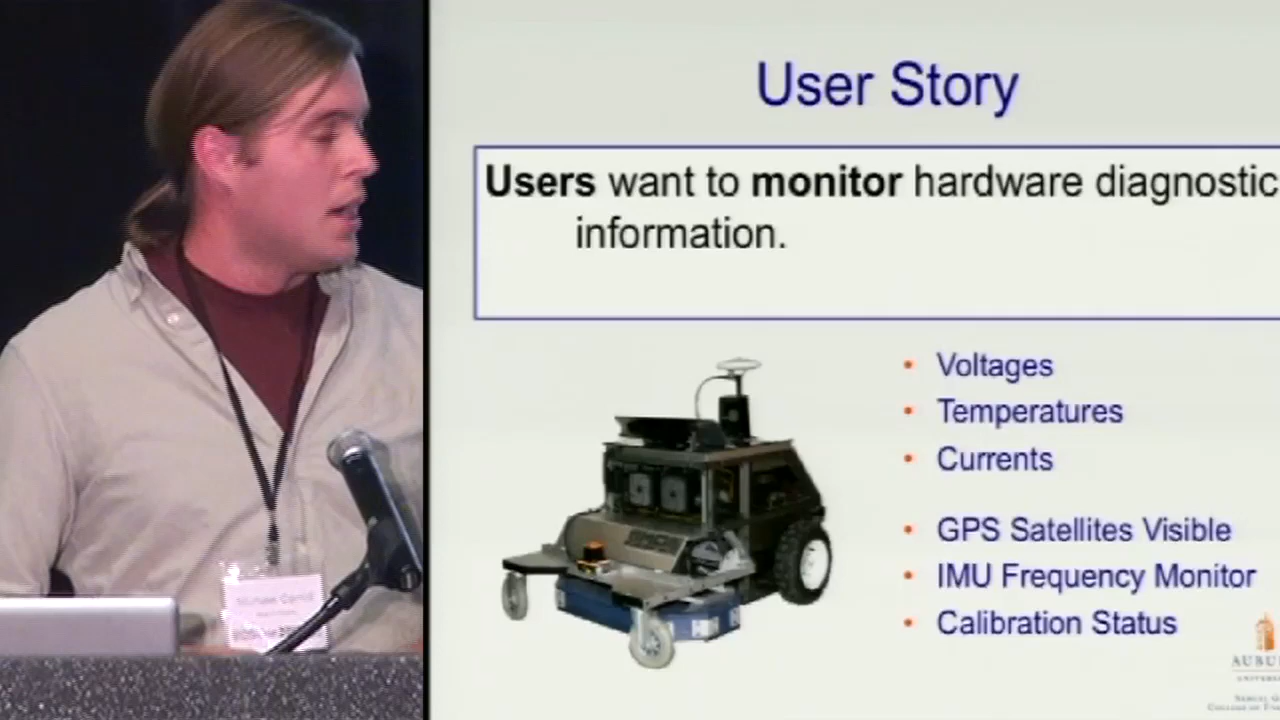 User Story
Users want to monitor hardware diagnostic
information.
• Voltages
• Temperatures
• Currents
• GPS Satellites Visible
• IMU Frequency Monitor
• Calibration Status
AUBU